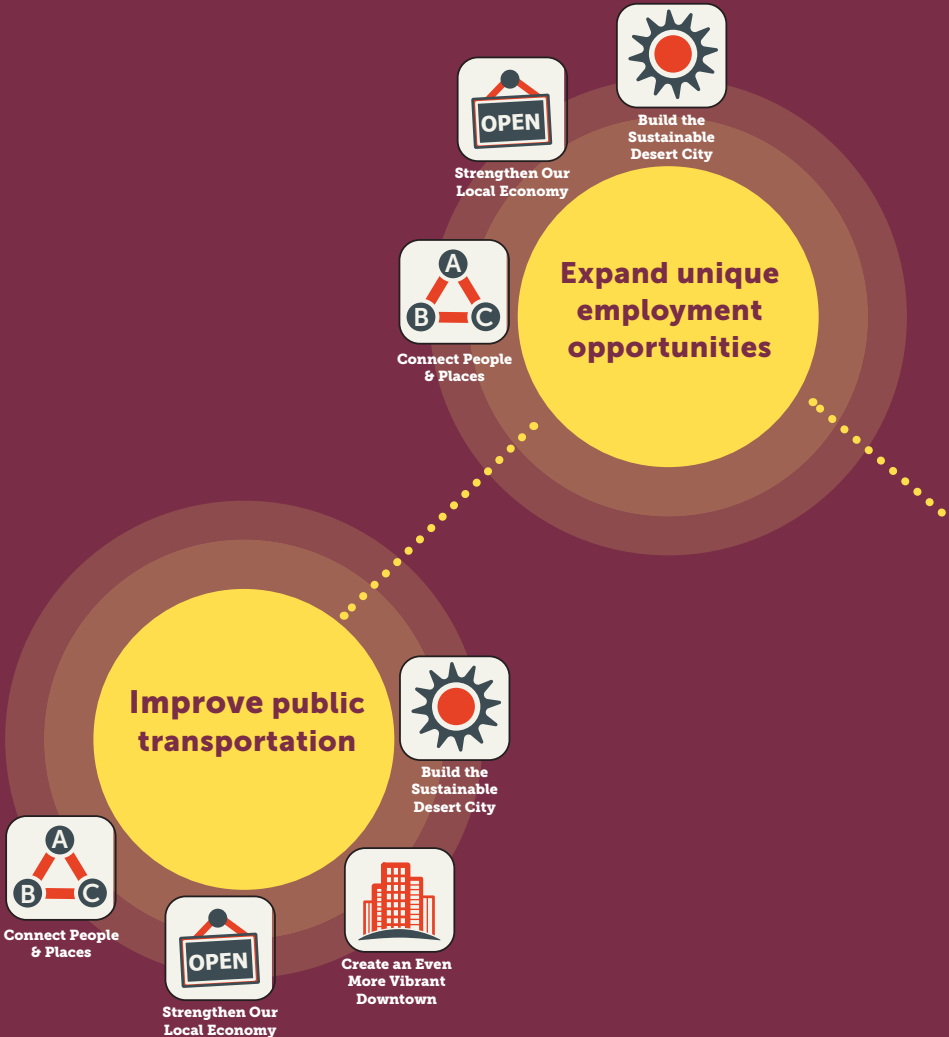 Build the
Sustainable
Desert City
OPEN
Strengthen Our
Local Economy
A
B C
Connect People
& Places
Expand unique
employment
opportunities
Improve public
transportation
Build the
Sustainable
Desert City
A
B C
Connect People
& Places
OPEN
Strengthen Our
Local Economy
Create an Even
More Vibrant
Downtown